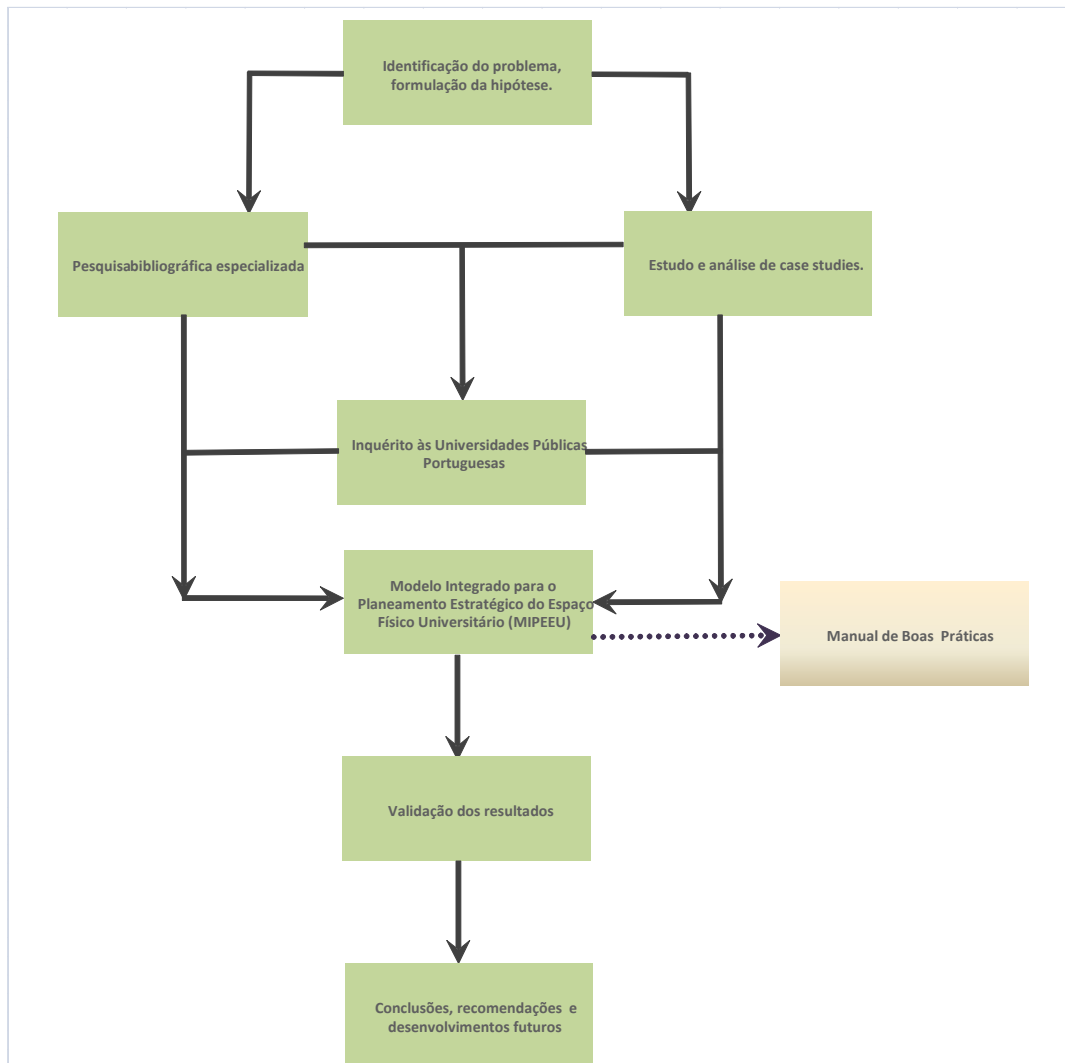 Identificação do problema,
formulação da hipótese.
Pesquisabibliográfica especializada
Estudo e análise de case studies.
Inquérito às Universidades Públicas
Portuguesas
Modelo Integrado para o
Planeamento Estratégico do Espaço
Físico Universitário (MIPEEU)
Manual de Boas Práticas
Validação dos resultados
Conclusões, recomendações e
desenvolvimentos futuros